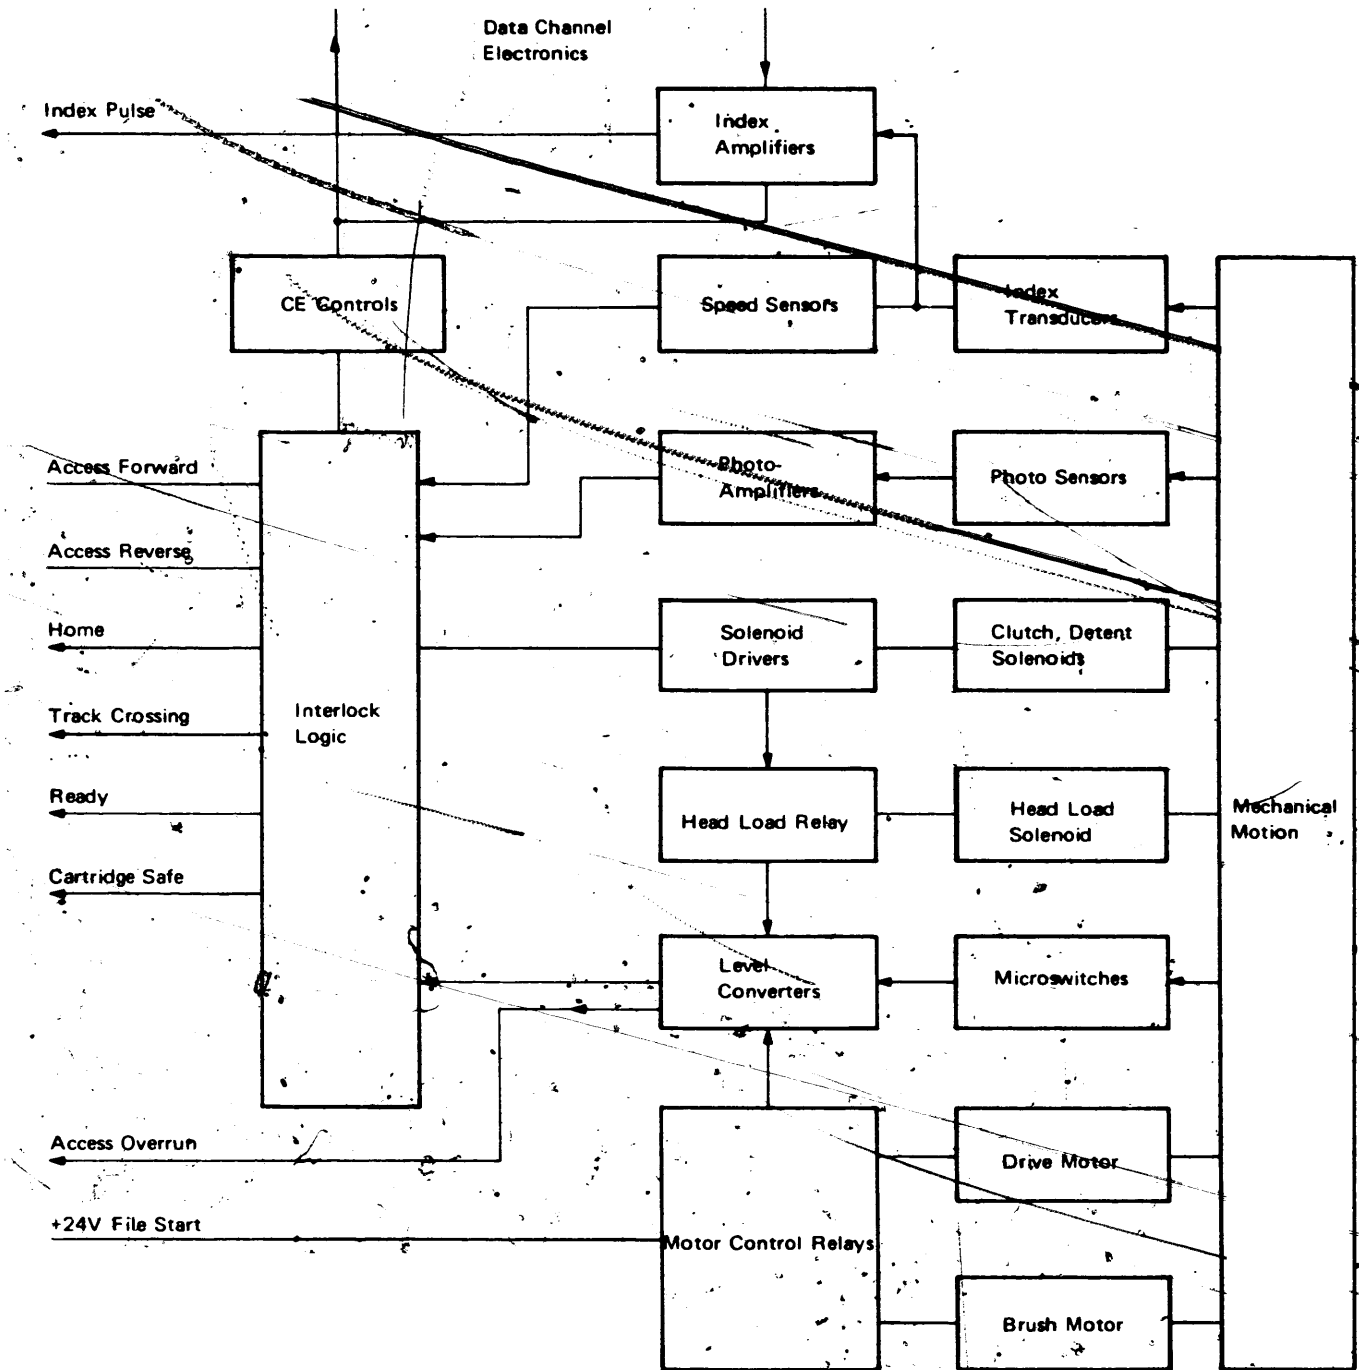 Data Channel
Electronics
Index Pulse
Index
Amplifiers
CE Controls
Speed Sensors
Index
Transducers
Access Forward
Photo-
Amplifiers
Photo Sensors
Access Reverse
Home
Solenoid
Drivers
Clutch, Detent
Solenoids
Track Crossing
Interlock
Logic
Ready
Head Load Relay
Head Load
Solenoid
Mechanical
Motion
Cartridge Safe
Level
Converters
Microswitches
Access Overrun
Drive Motor
+24V File Start
Motor Control Relays
Brush Motor